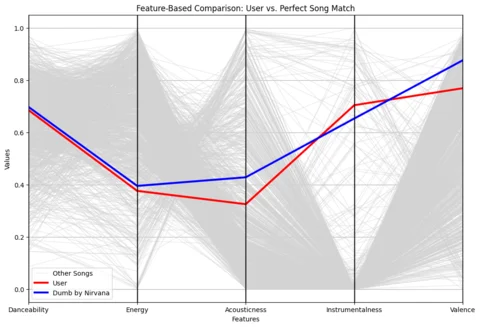 Feature-Based Comparison: User vs. Perfect Song Match
1.0
0.8
0.6
0.4
0.2
0.0
Values
Other Songs
User
Dumb by Nirvana
Danceability Energy Acousticness Instrumentalness Valence
Features